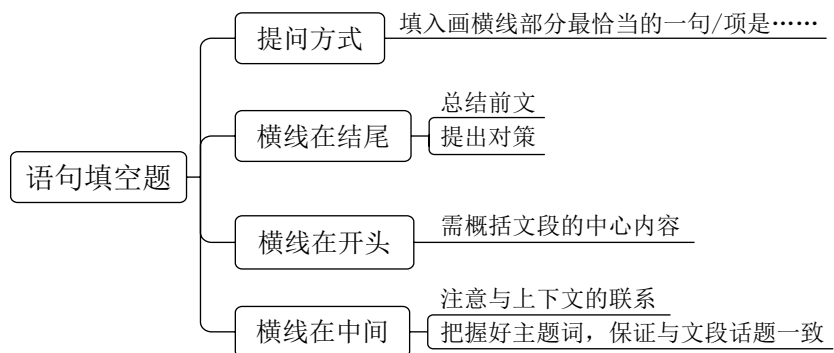 提问方式
填入画横线部分最恰当的一句/项是……
横线在结尾
总结前文
提出对策
语句填空题
横线在开头
需概括文段的中心内容
横线在中间
注意与上下文的联系
把握好主题词，保证与文段话题一致